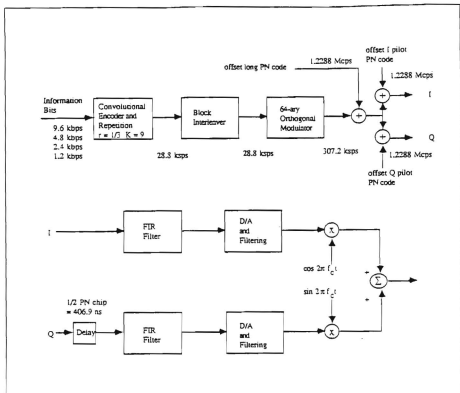 offset I pilot
PN code
1.2288 Mcps
offset long PN code
1.2288 Mcps
I
Information
Bits
9.6 kbps
4.8 kbps
2.4 kbps
1.2 kbps
Convolutional
Encoder and
Repetition
r = 1/3 K = 9
Block
Interleaver
64-ary
Orthogonal
Modulator
+
+
+
28.8 ksps
28.8 ksps
307.2 ksps
Q
1.2288 Mcps
offset Q pilot
PN code
I
FIR
Filter
D/A
and
Filtering
X
cos 2π f_c t
sin 2π f_c t
+
Σ
+
1/2 PN chip
= 406.9 ns
Q
Delay
FIR
Filter
D/A
and
Filtering
X